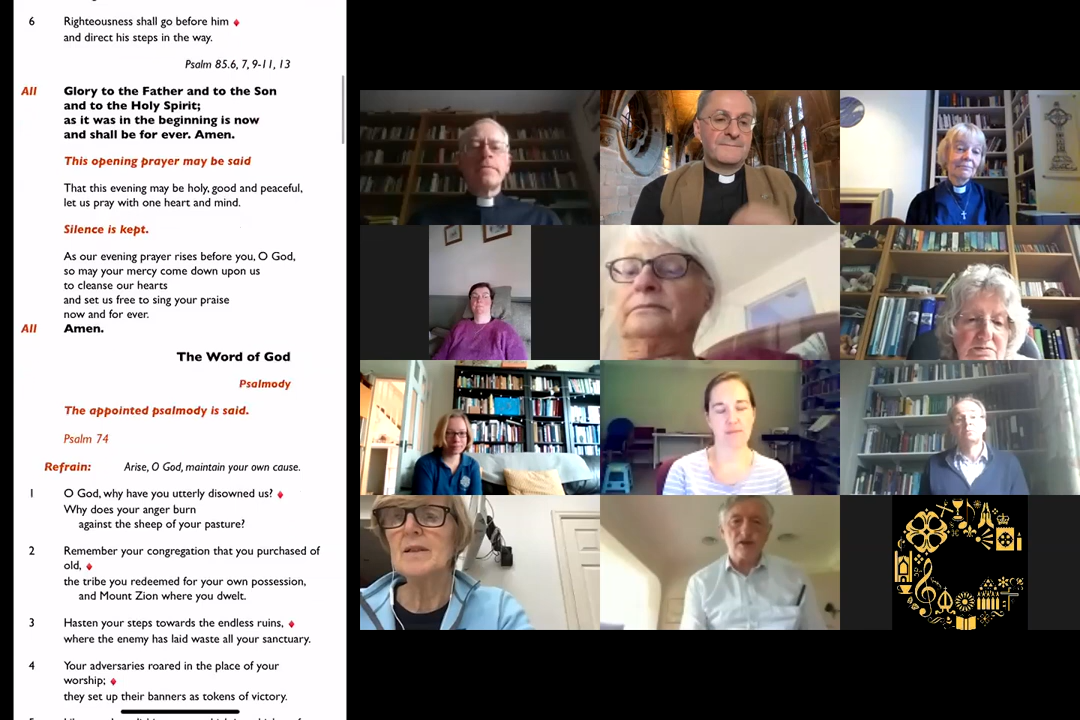 6 Righteousness shall go before him ♦
and direct his steps in the way.
Psalm 85.6, 7, 9-11, 13
All Glory to the Father and to the Son
and to the Holy Spirit;
as it was in the beginning is now
and shall be for ever. Amen.
This opening prayer may be said
That this evening may be holy, good and peaceful,
let us pray with one heart and mind.
Silence is kept.
As our evening prayer rises before you, O God,
so may your mercy come down upon us
to cleanse our hearts
and set us free to sing your praise
now and for ever.
All Amen.
The Word of God
Psalmody
The appointed psalmody is said.
Psalm 74
Refrain: Arise, O God, maintain your own cause.
1 O God, why have you utterly disowned us? ♦
Why does your anger burn
against the sheep of your pasture?
2 Remember your congregation that you purchased of
old, ♦
the tribe you redeemed for your own possession,
and Mount Zion where you dwelt.
3 Hasten your steps towards the endless ruins, ♦
where the enemy has laid waste all your sanctuary.
4 Your adversaries roared in the place of your
worship; ♦
they set up their banners as tokens of victory.